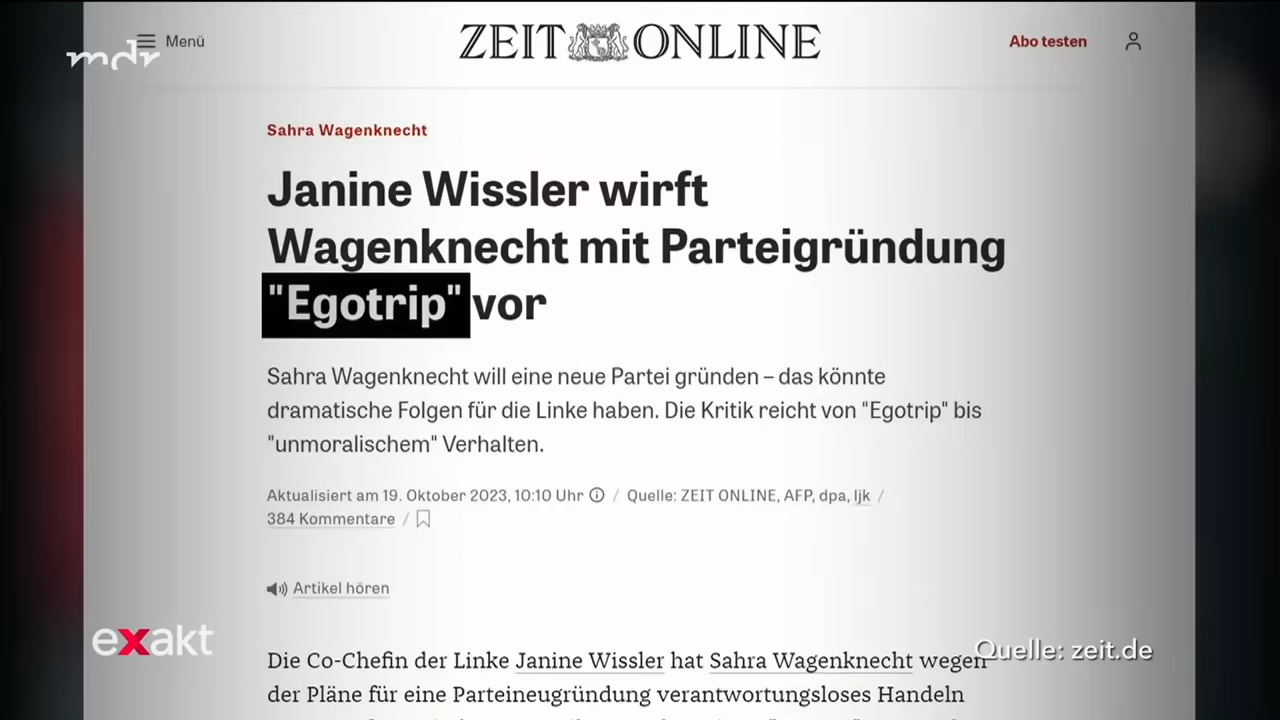 mdr
Menü
ZEIT ONLINE
Abo testen
Sahra Wagenknecht
Janine Wissler wirft
Wagenknecht mit Parteigründung
"Egotrip" vor
Sahra Wagenknecht will eine neue Partei gründen – das könnte
dramatische Folgen für die Linke haben. Die Kritik reicht von "Egotrip" bis
"unmoralischem" Verhalten.
Aktualisiert am 19. Oktober 2023, 10:10 Uhr / Quelle: ZEIT ONLINE, AFP, dpa, ljk /
384 Kommentare /
Artikel hören
exakt
Quelle: zeit.de
Die Co-Chefin der Linke Janine Wissler hat Sahra Wagenknecht wegen
der Pläne für eine Parteineugründung verantwortungsloses Handeln